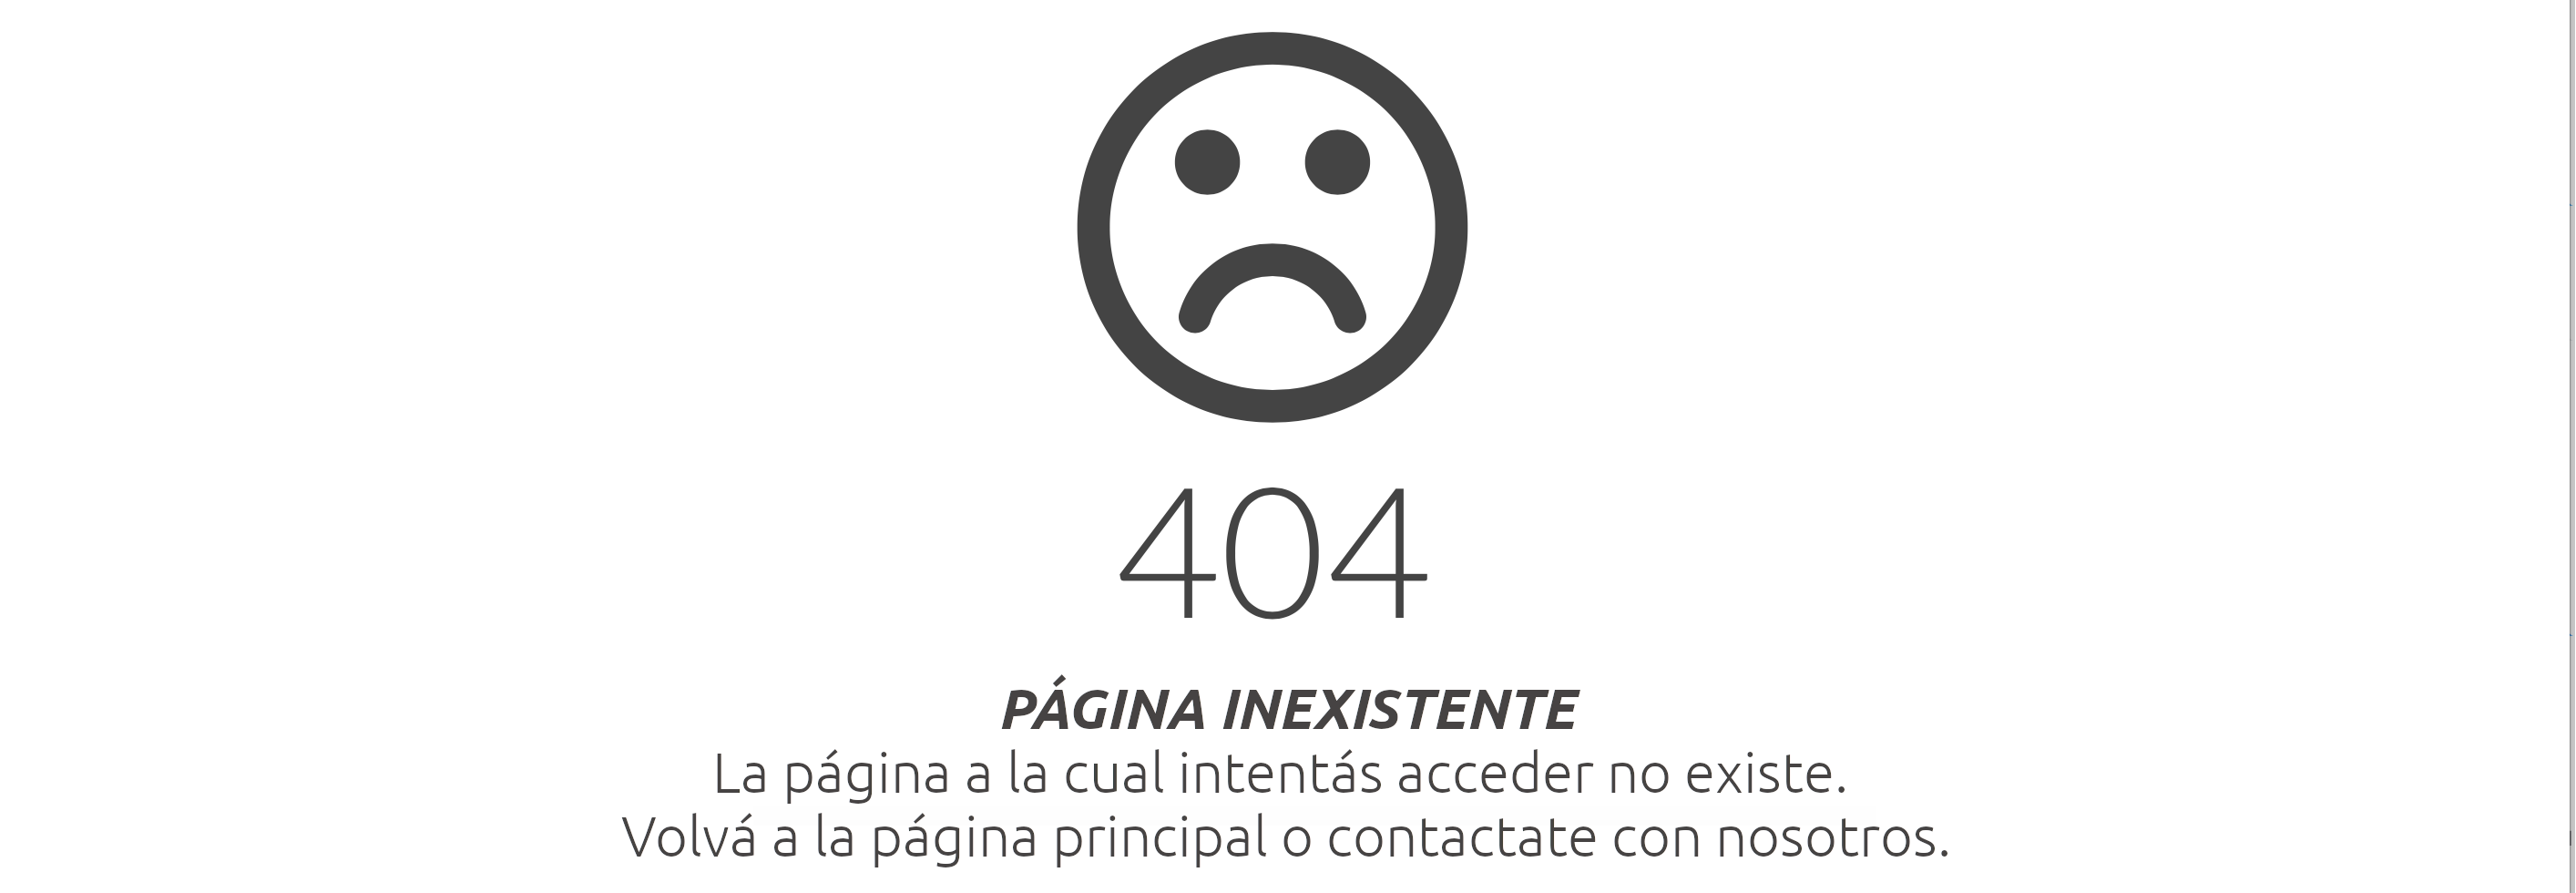 404
PÁGINA INEXISTENTE
La página a la cual intentás acceder no existe.
Volvá a la página principal o contactate con nosotros.